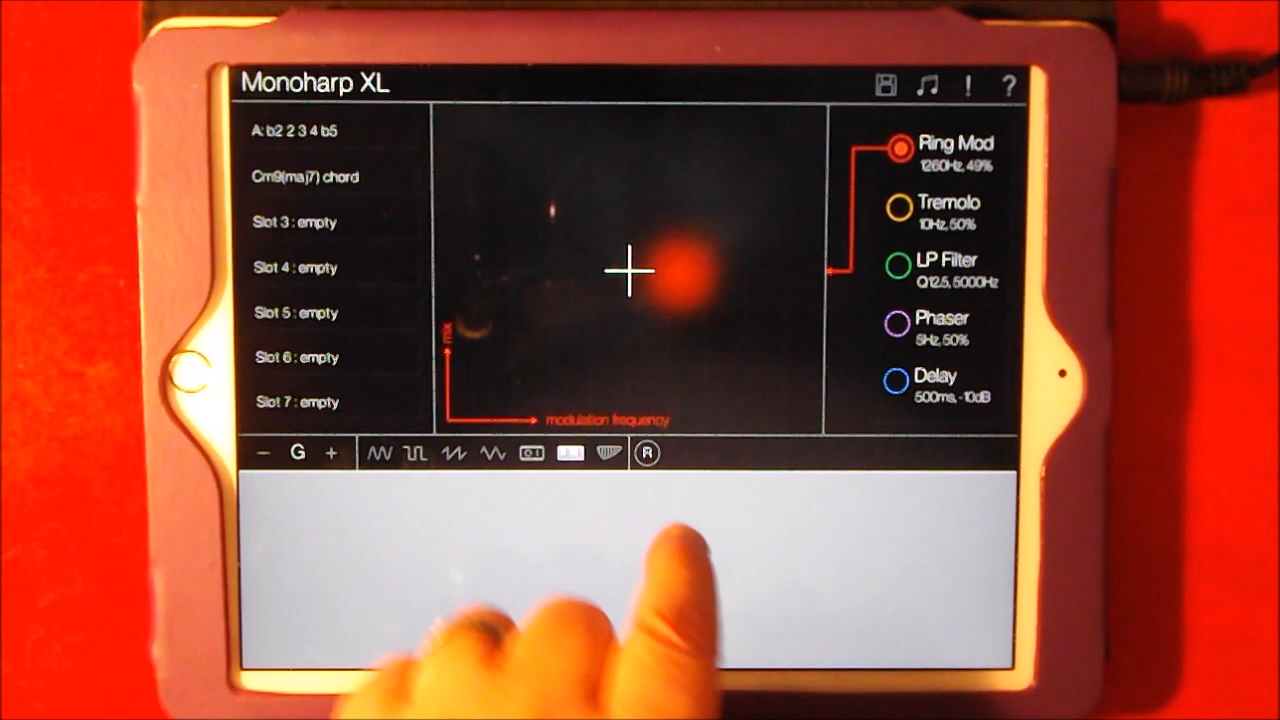 Monoharp XL
!
?
A: b2 2 3 4 b5
Cm9(maj7) chord
Slot 3 : empty
Slot 4 : empty
Slot 5 : empty
Slot 6 : empty
Slot 7 : empty
mix
modulation frequency
Ring Mod
1260Hz, 49%
Tremolo
10Hz, 50%
LP Filter
Q12.5, 5000Hz
Phaser
5Hz, 50%
Delay
500ms, -10dB
− G +
R